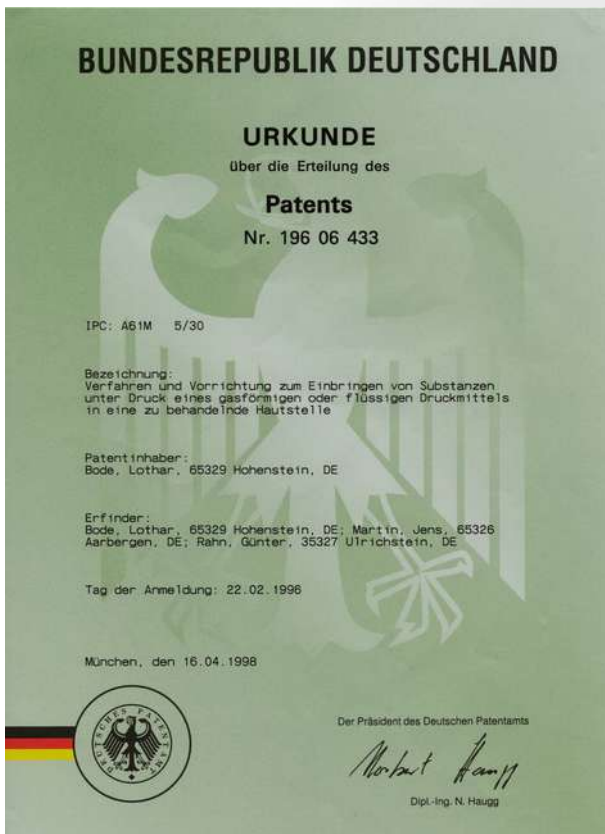 BUNDESREPUBLIK DEUTSCHLAND
URKUNDE
über die Erteilung des
Patents
Nr. 196 06 433
IPC: A61M 5/30
Bezeichnung:
Verfahren und Vorrichtung zum Einbringen von Substanzen
unter Druck eines gasförmigen oder flüssigen Druckmittels
in eine zu behandelnde Hautstelle
Patentinhaber:
Bode, Lothar, 65329 Hohenstein, DE
Erfinder:
Bode, Lothar, 65329 Hohenstein, DE; Martin, Jens, 65326
Aarbergen, DE; Rahn, Günter, 35327 Ulrichstein, DE
Tag der Anmeldung: 22.02.1996
München, den 16.04.1998
DEUTSCHES PATENTAMT
Der Präsident des Deutschen Patentamts
Norbert Haugg
Dipl.-Ing. N. Haugg